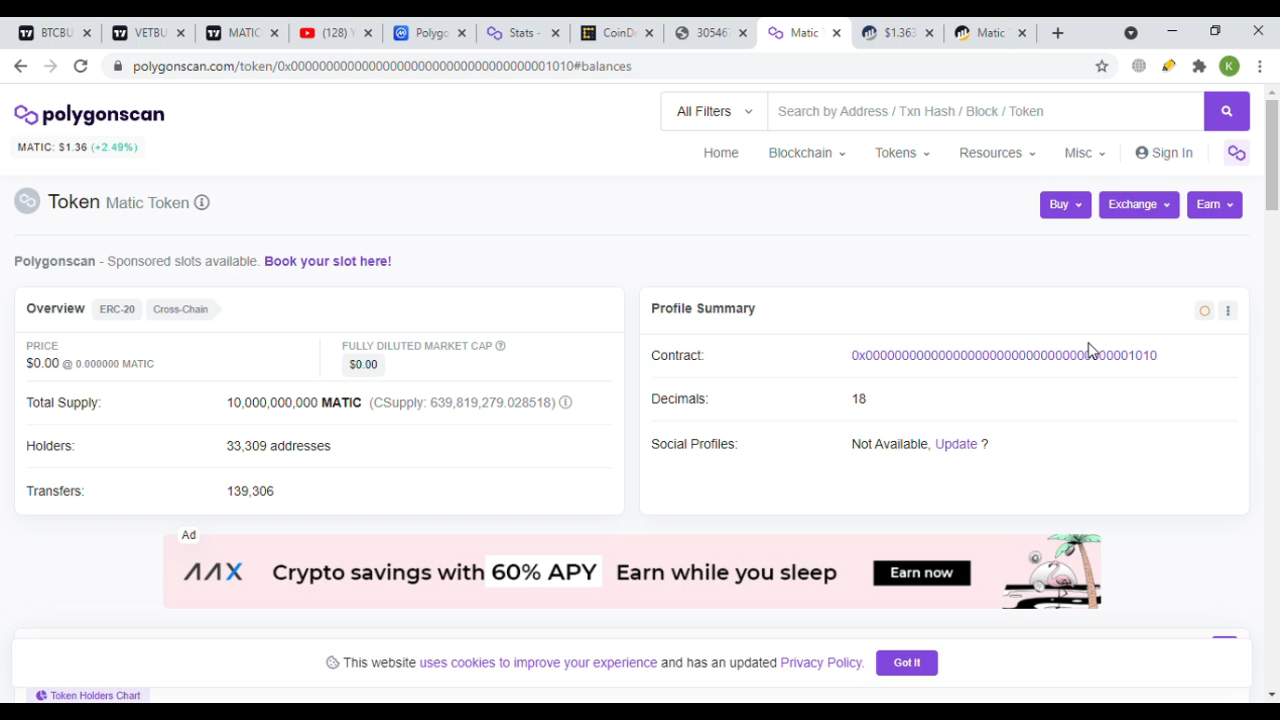 BTCBU
VETBU
MATIC
(128) Y
Polygo
Stats -
CoinD
30546
Matic
$1.363
Matic
polygonscan.com/token/0x0000000000000000000000000000000000001010#balances
K
polygonscan
MATIC: $1.36 (+2.49%)
All Filters
Search by Address / Txn Hash / Block / Token
Home
Blockchain
Tokens
Resources
Misc
Sign In
Token Matic Token
Buy
Exchange
Earn
Polygonscan - Sponsored slots available. Book your slot here!
Overview ERC-20 Cross-Chain
PRICE
$0.00 @ 0.000000 MATIC
FULLY DILUTED MARKET CAP
$0.00
Total Supply: 10,000,000,000 MATIC (CSupply: 639,819,279.028518)
Holders: 33,309 addresses
Transfers: 139,306
Profile Summary
Contract: 0x0000000000000000000000000000000000001010
Decimals: 18
Social Profiles: Not Available, Update ?
Ad
AAX Crypto savings with 60% APY Earn while you sleep Earn now
This website uses cookies to improve your experience and has an updated Privacy Policy. Got It
Token Holders Chart